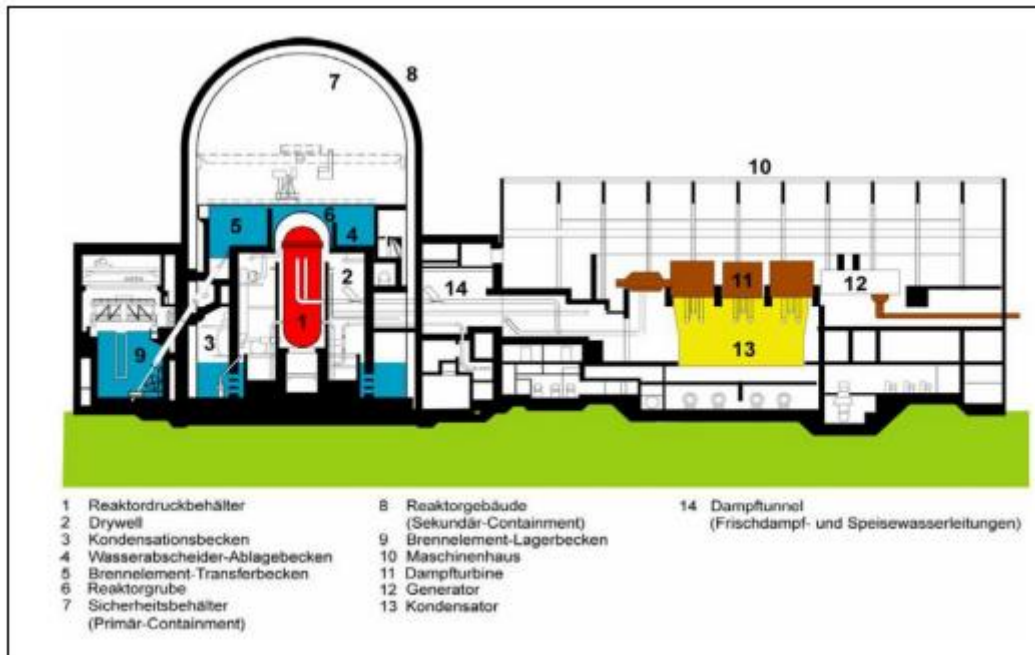 7
8
10
6
5
4
2
14
11
12
3
1
9
13
1 Reaktordruckbehälter
2 Drywell
3 Kondensationsbecken
4 Wasserabscheider-Ablagebecken
5 Brennelement-Transferbecken
6 Reaktorgrube
7 Sicherheitsbehälter
(Primär-Containment)
8 Reaktorgebäude
(Sekundär-Containment)
9 Brennelement-Lagerbecken
10 Maschinenhaus
11 Dampfturbine
12 Generator
13 Kondensator
14 Dampftunnel
(Frischdampf- und Speisewasserleitungen)